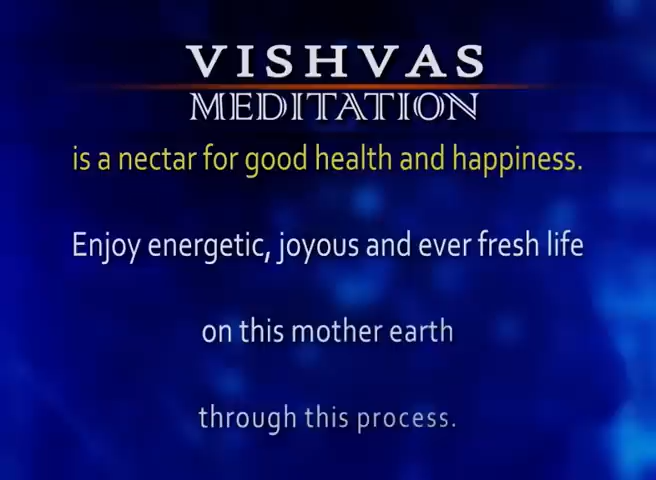 VISHVAS
MEDITATION
is a nectar for good health and happiness.
Enjoy energetic, joyous and ever fresh life
on this mother earth
through this process.